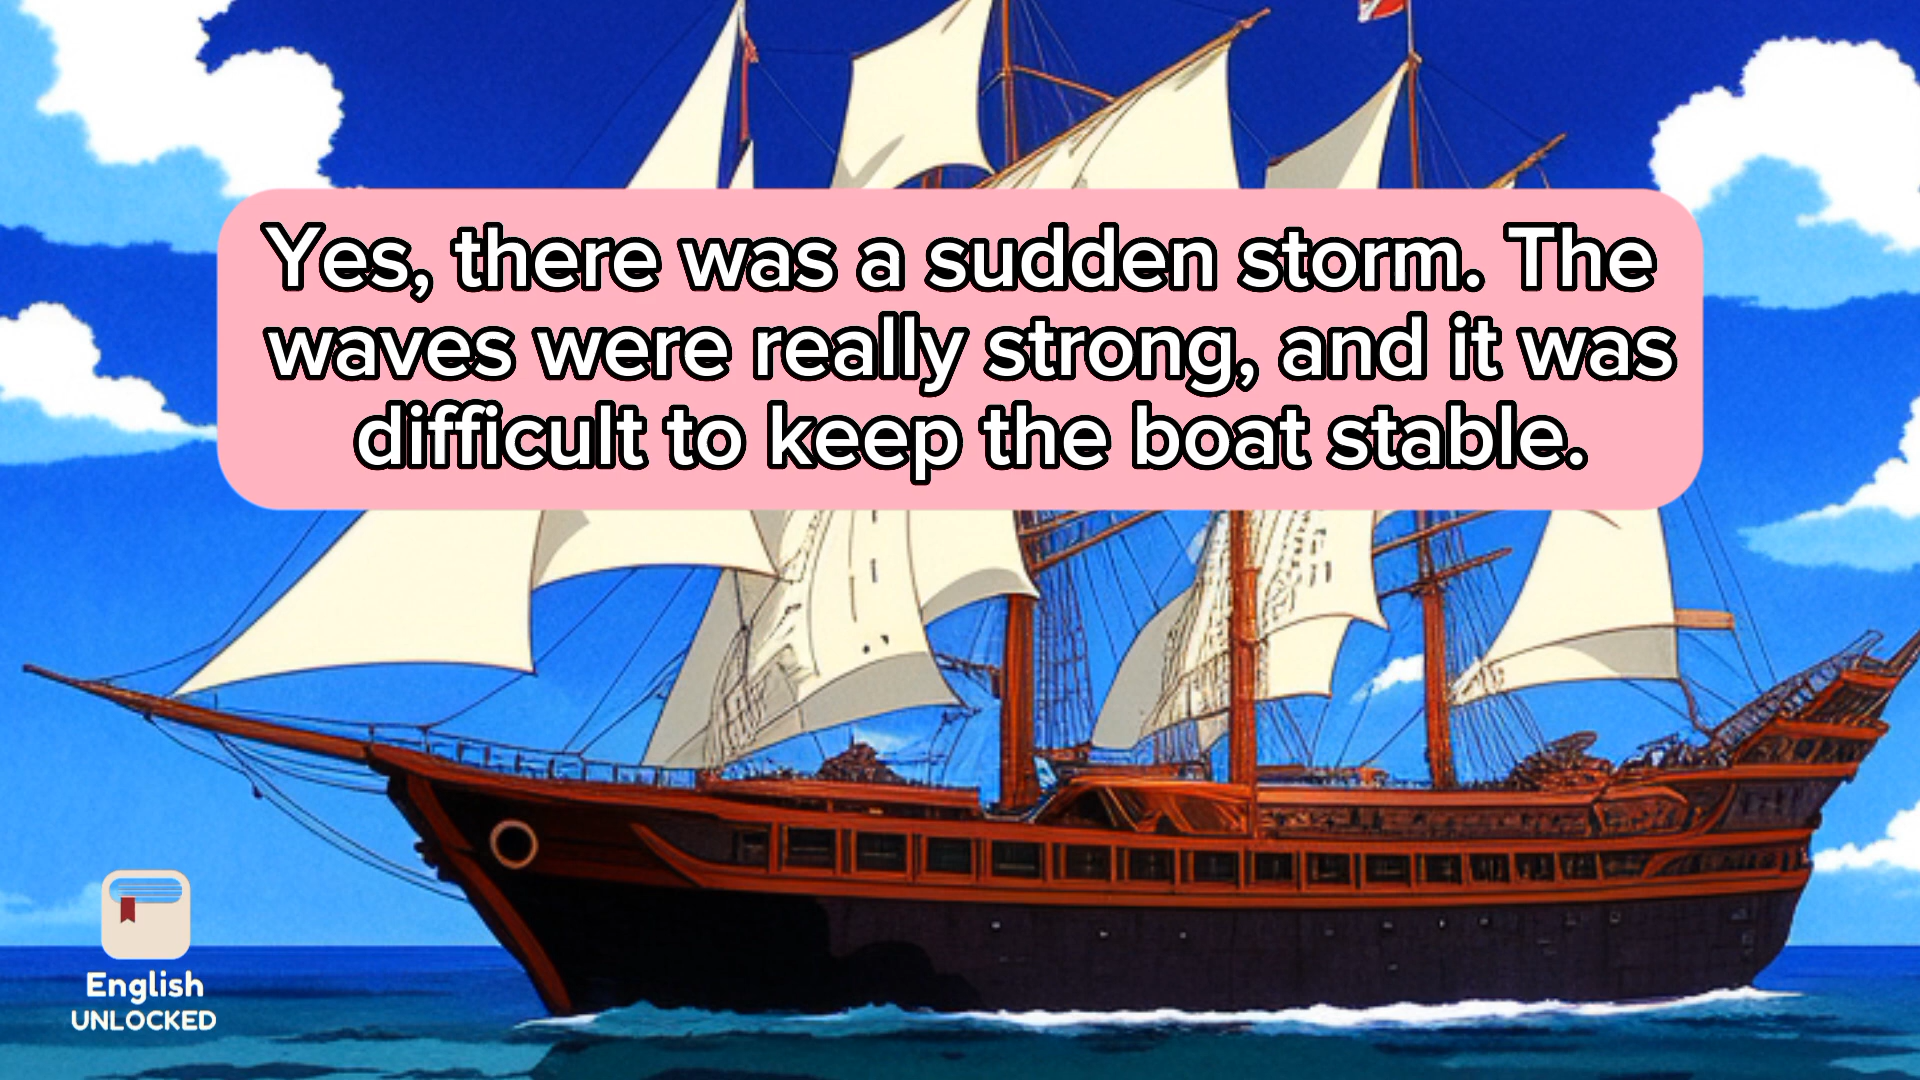 Yes, there was a sudden storm. The
waves were really strong, and it was
difficult to keep the boat stable.
English
UNLOCKED